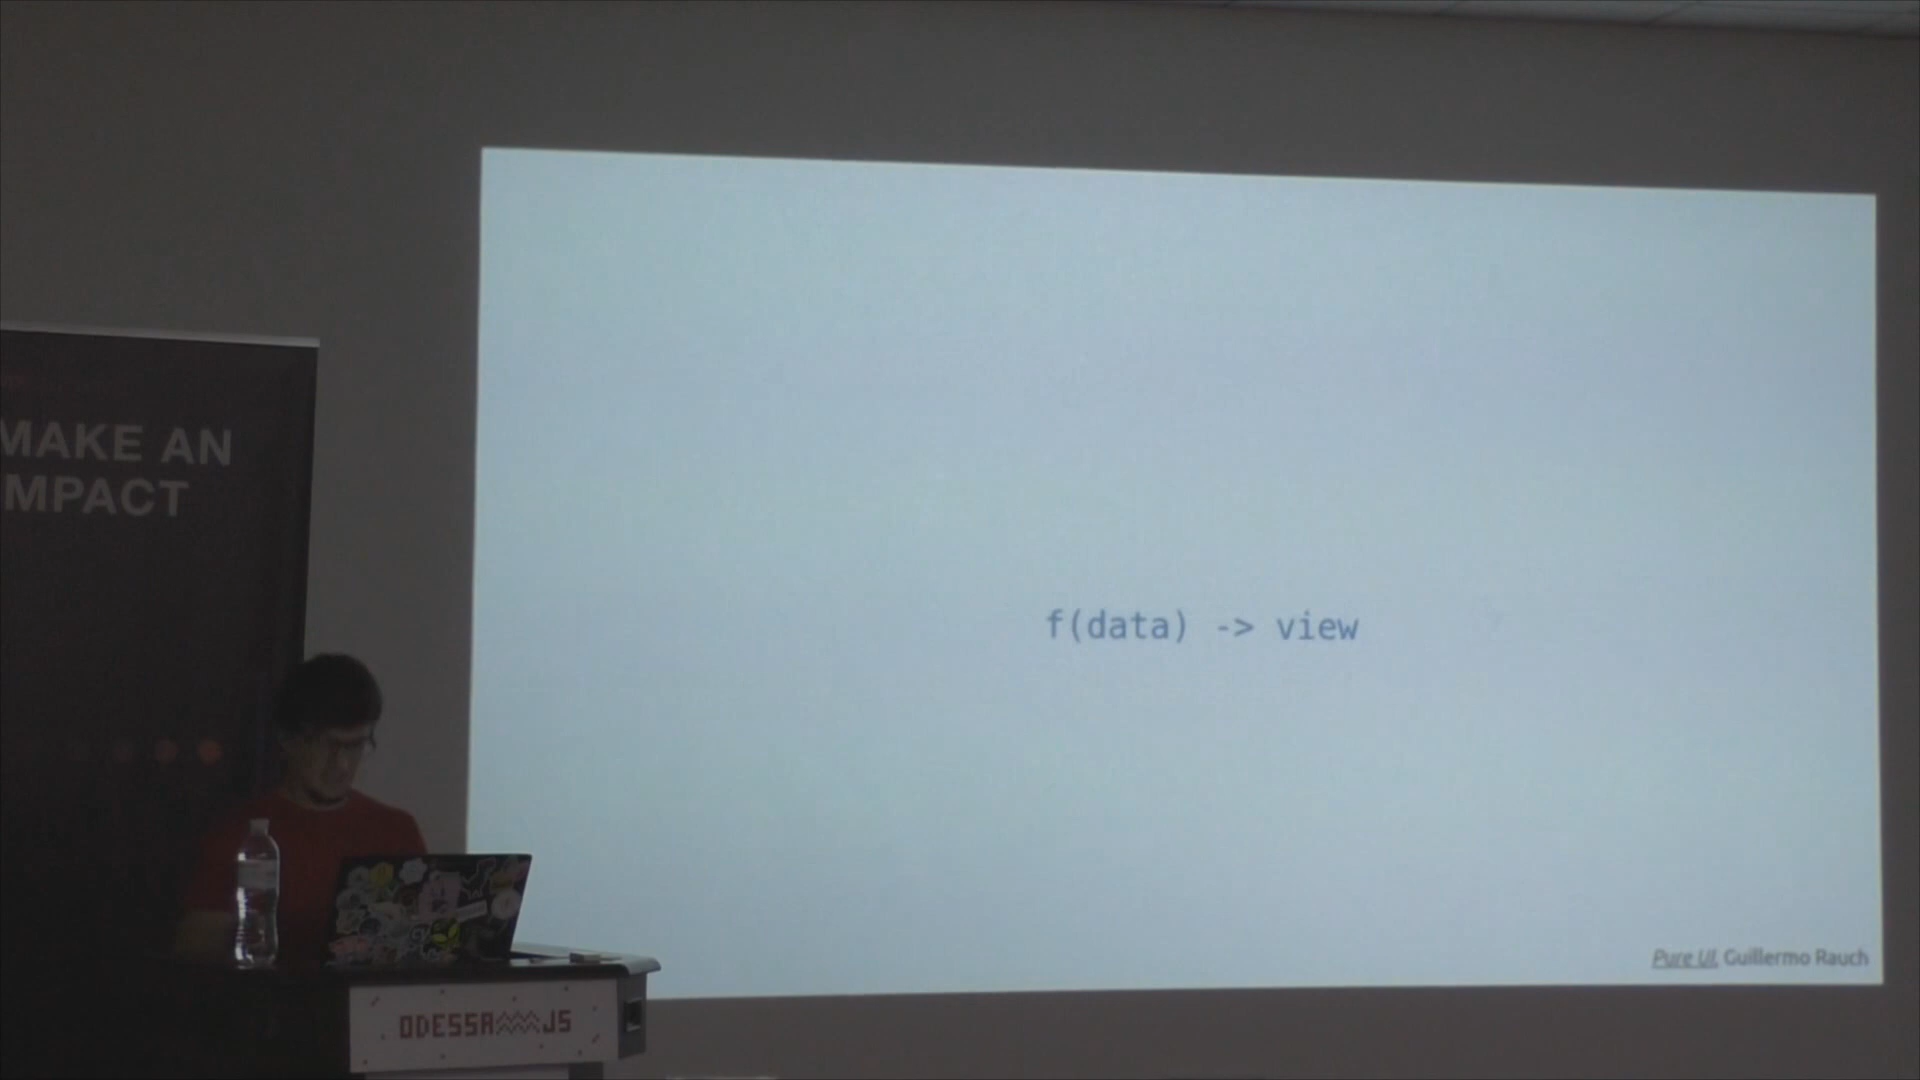 MAKE AN
MPACT
f(data) -> view
Pure UI, Guillermo Rauch
ODESSA JS